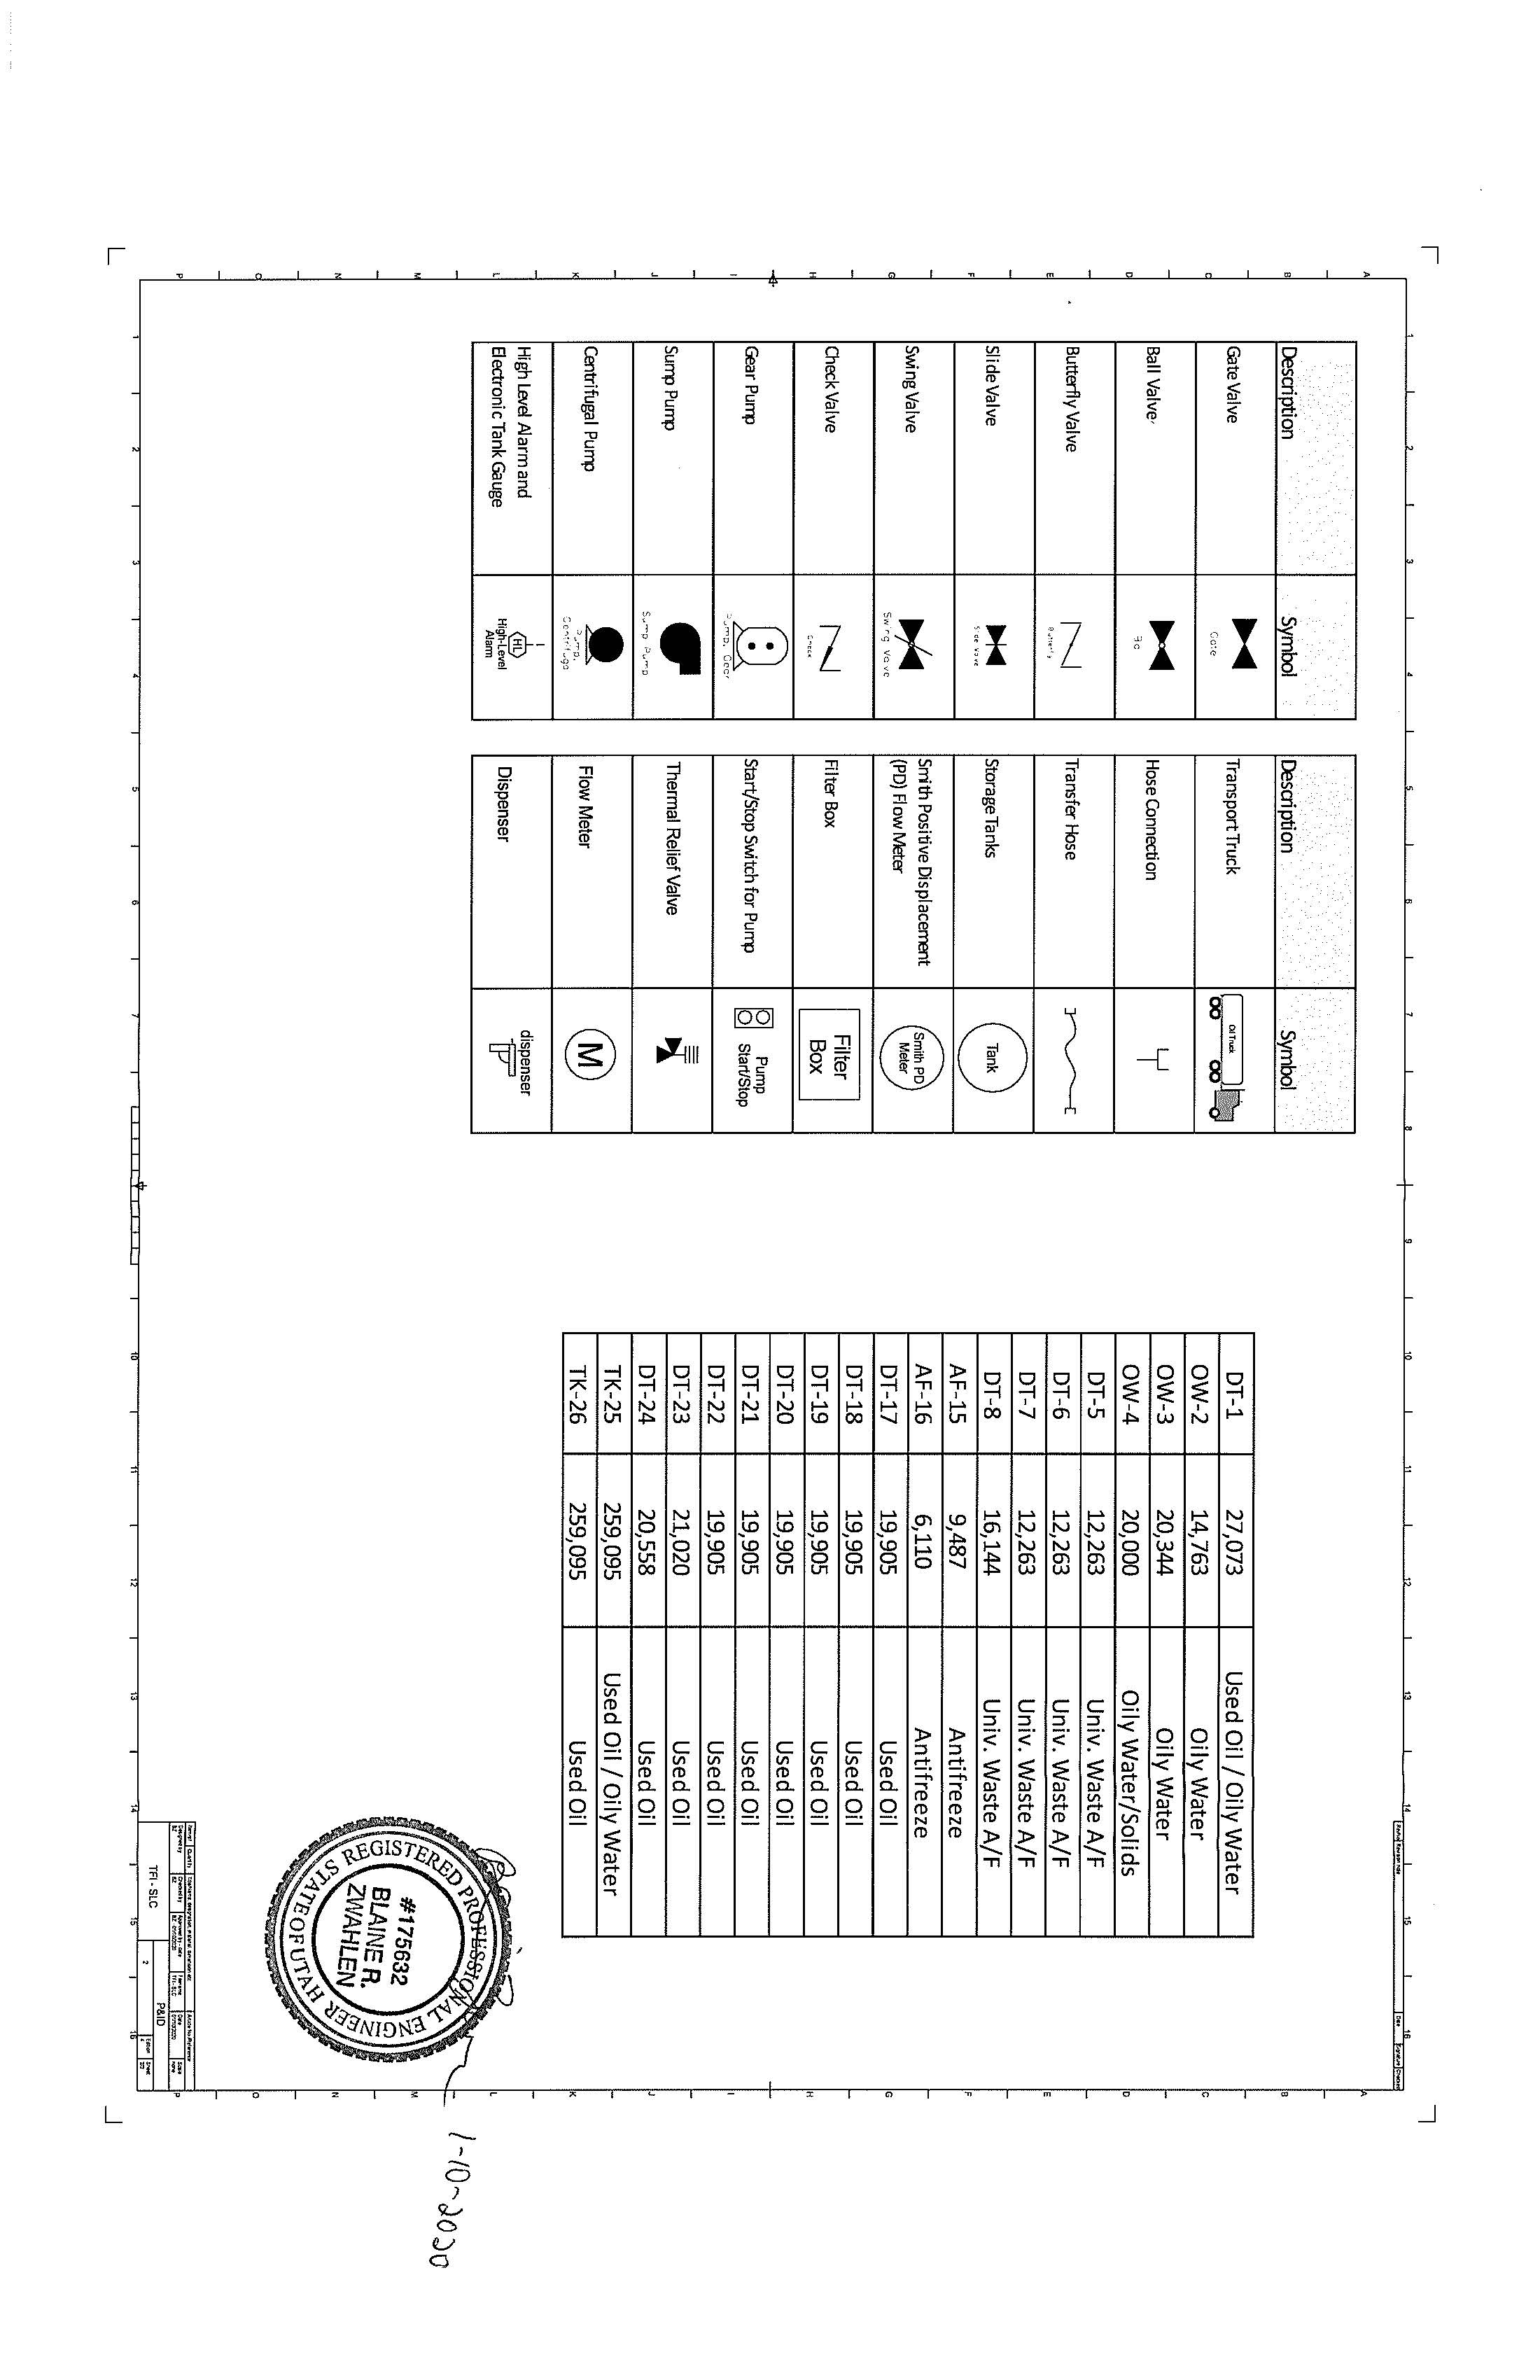 Description Symbol
Gate Valve Gate
Ball Valve
Butterfly Valve Butterfly
Slide Valve Slide Valve
Swing Valve Swing Valve
Check Valve Check
Gear Pump Pump, Gear
Sump Pump Sump Pump
Centrifugal Pump Pump,
High Level Alarm and
Electronic Tank Gauge
HL
High-Level
Alarm
Description Symbol
Transport Truck Oil Truck
Hose Connection
Transfer Hose
Storage Tanks Tank
Smith Positive Displacement
(PD) Flow Meter
Smith PD
Meter
Filter Box
Filter
Box
Start/Stop Switch for Pump
Pump
Start/Stop
Thermal Relief Valve
Flow Meter M
Dispenser dispenser
DT-1 27,073 Used Oil / Oily Water
OW-2 14,763 Oily Water
OW-3 20,344 Oily Water
OW-4 20,000 Oily Water/Solids
DT-5 12,263 Univ. Waste A/F
DT-6 12,263 Univ. Waste A/F
DT-7 12,263 Univ. Waste A/F
DT-8 16,144 Univ. Waste A/F
AF-15 9,487 Antifreeze
AF-16 6,110 Antifreeze
DT-17 19,905 Used Oil
DT-18 19,905 Used Oil
DT-19 19,905 Used Oil
DT-20 19,905 Used Oil
DT-21 19,905 Used Oil
DT-22 19,905 Used Oil
DT-23 21,020 Used Oil
DT-24 20,558 Used Oil
TK-25 259,095 Used Oil / Oily Water
TK-26 259,095 Used Oil
REGISTERED PROFESSIONAL ENGINEER
STATE OF UTAH
#175632
BLAINE R.
ZWAHLEN
1-10-2020
TFI - SLC
P&ID
2